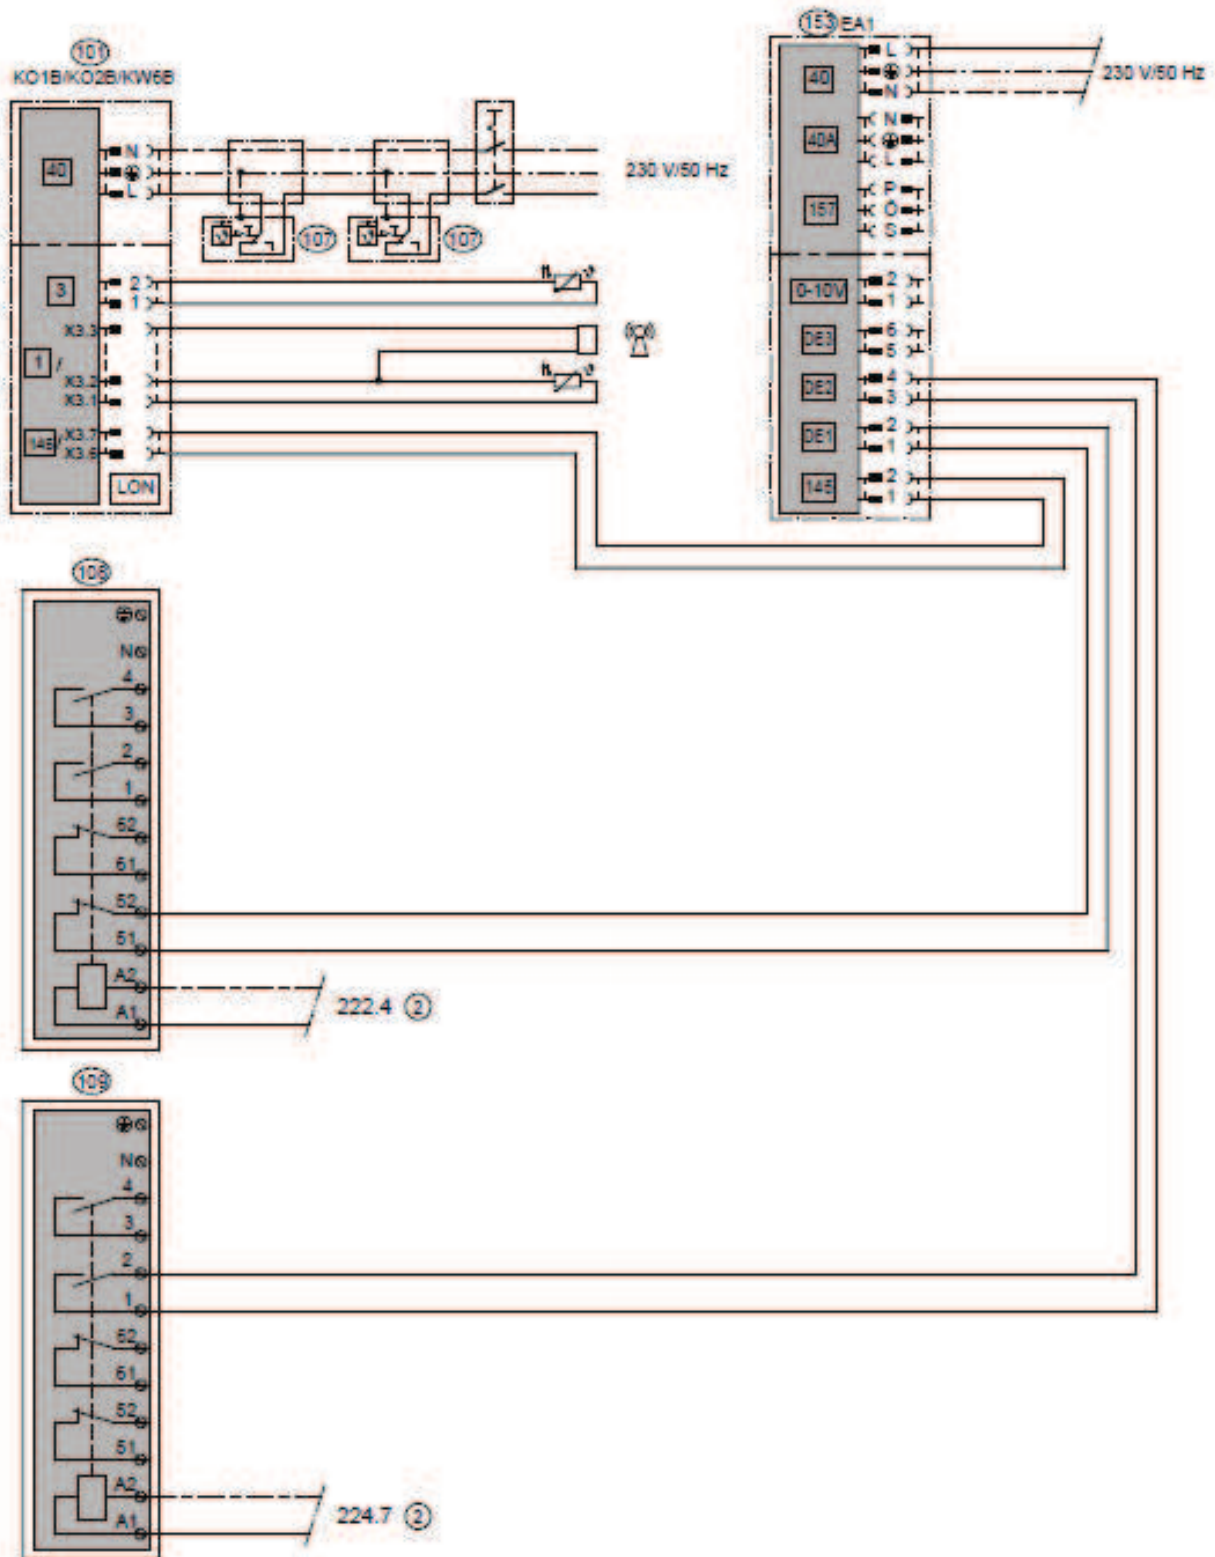 101
KO1B/KO2B/KW6B
40
N
L
230 V/50 Hz
107
107
3
2
1
X3.3
1 /
X3.2
X3.1
145 / X3.7
X3.6
LON
153 EA1
40
L
N
230 V/50 Hz
40A
N
L
157
P
O
S
0-10V
2
1
DE3
6
5
DE2
4
3
DE1
2
1
145
2
1
N
4
3
2
1
62
61
52
51
A2
A1
222.4 2
109
N
4
3
2
1
62
61
52
51
A2
A1
224.7 2